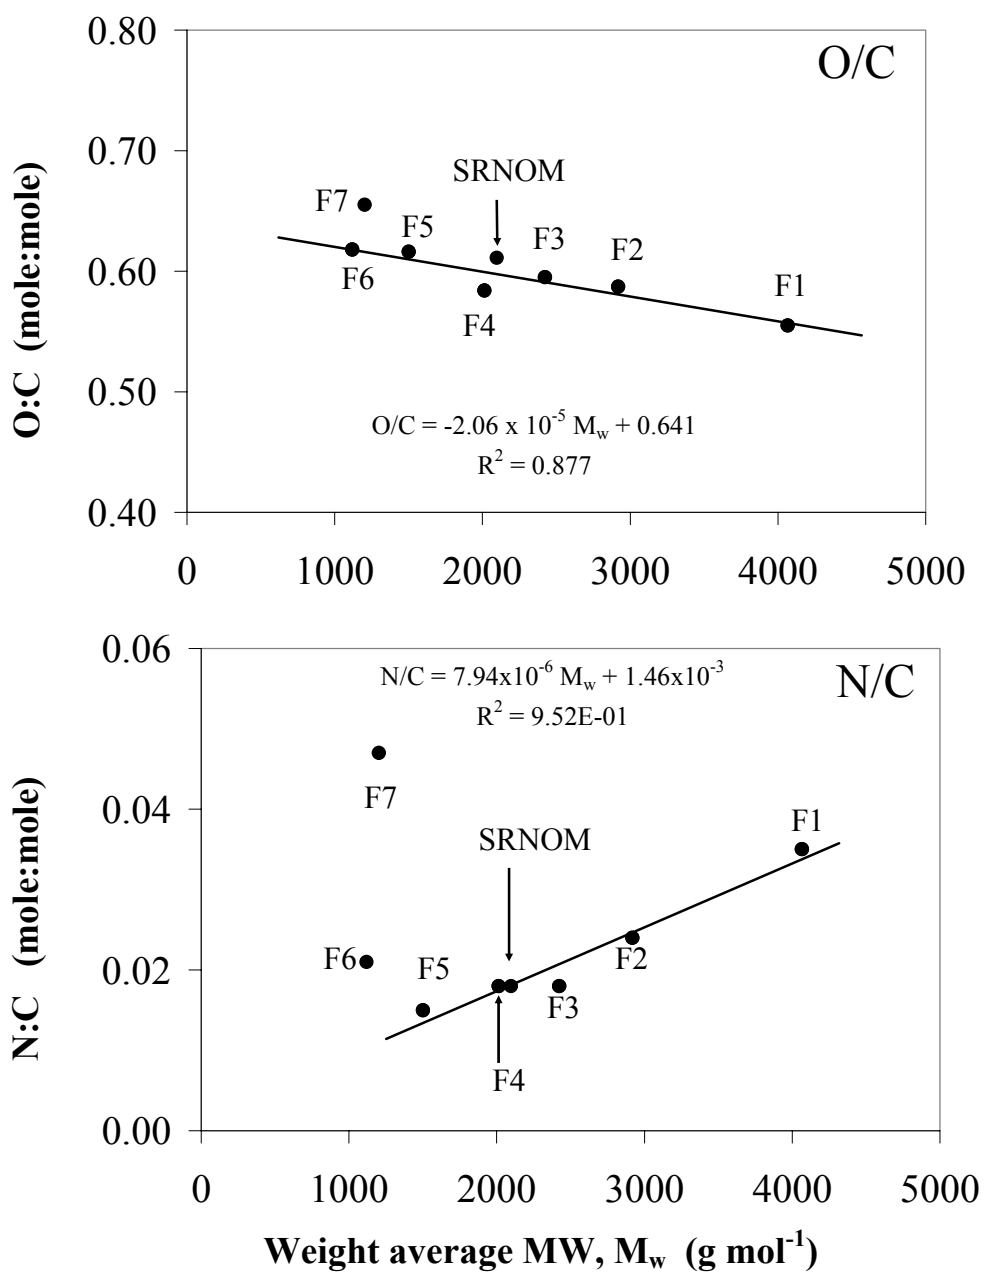 0.80
O/C
0.70
SRNOM
F7
F5
F3
F2
F1
0.60
F6
F4
O:C (mole:mole)
0.50
O/C = -2.06 x 10⁻⁵ M_w + 0.641
R² = 0.877
0.40
0 1000 2000 3000 4000 5000
0.06
N/C = 7.94x10⁻⁶ M_w + 1.46x10⁻³
N/C
R² = 9.52E-01
F7
0.04
SRNOM
F1
N:C (mole:mole)
F6
F5
F2
0.02
F3
F4
0.00
0 1000 2000 3000 4000 5000
Weight average MW, M_w (g mol⁻¹)